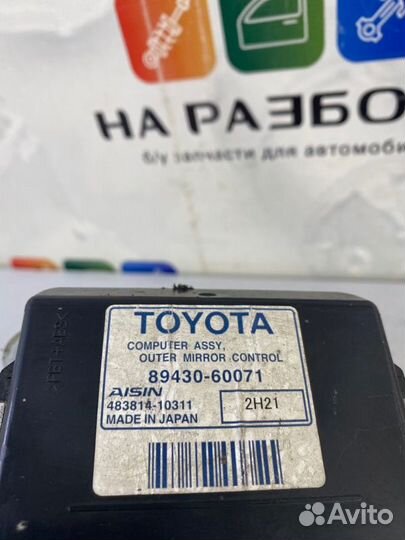 НА РАЗБО
б/у запчасти для автомоби
TOYOTA
COMPUTER ASSY,
OUTER MIRROR CONTROL
89430-60071
AISIN
483814-10311
2H21
MADE IN JAPAN
Avito